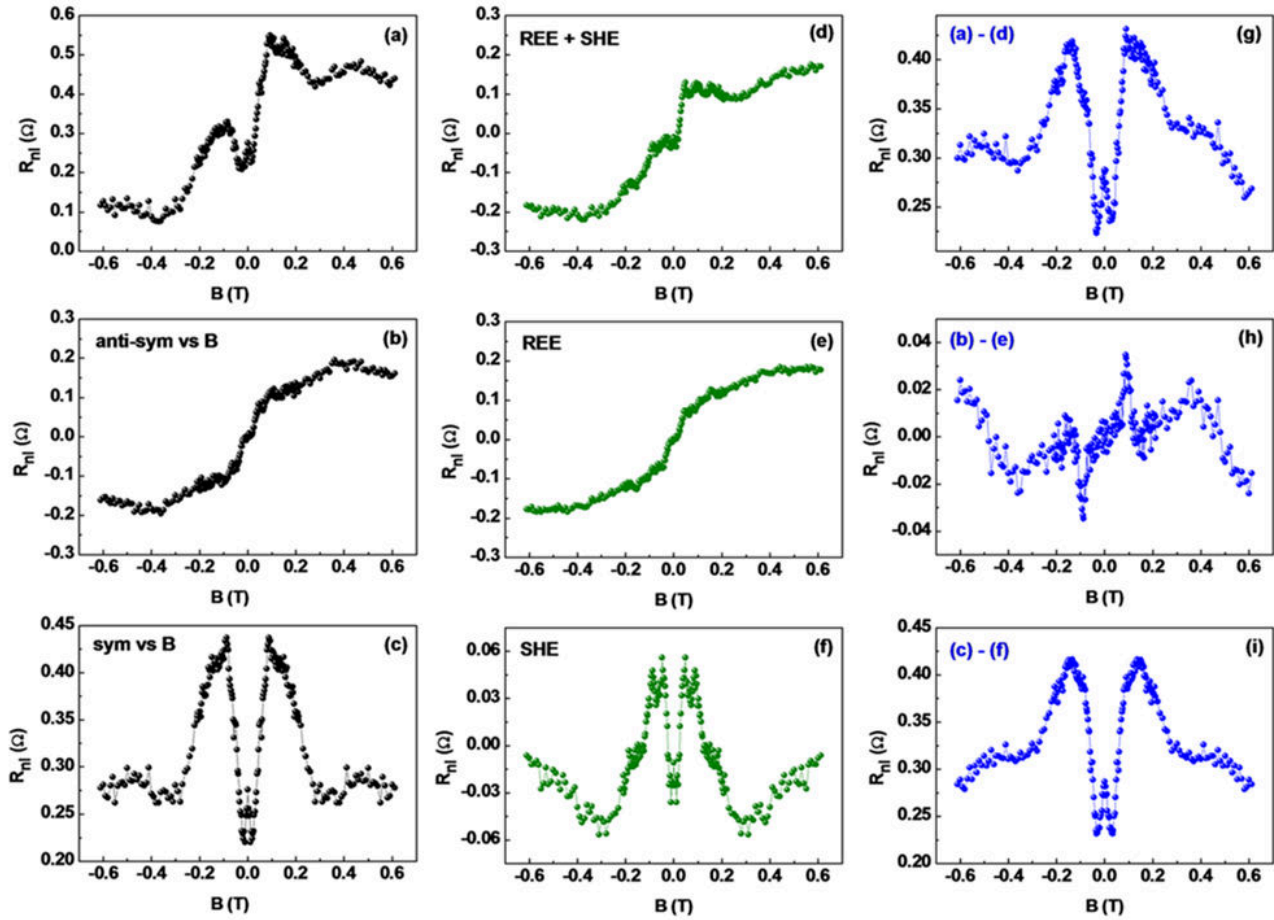 0.6
0.5
0.4
0.3
0.2
0.1
0.0
R_nl (Ω)
(a)
-0.6 -0.4 -0.2 0.0 0.2 0.4 0.6
B (T)
0.3
0.2
0.1
0.0
-0.1
-0.2
-0.3
R_nl (Ω)
REE + SHE
(d)
-0.6 -0.4 -0.2 0.0 0.2 0.4 0.6
B (T)
0.40
0.35
0.30
0.25
R_nl (Ω)
(a) - (d)
(g)
-0.6 -0.4 -0.2 0.0 0.2 0.4 0.6
B (T)
0.3
0.2
0.1
0.0
-0.1
-0.2
-0.3
R_nl (Ω)
anti-sym vs B
(b)
-0.6 -0.4 -0.2 0.0 0.2 0.4 0.6
B (T)
0.3
0.2
0.1
0.0
-0.1
-0.2
-0.3
R_nl (Ω)
REE
(e)
-0.6 -0.4 -0.2 0.0 0.2 0.4 0.6
B (T)
0.04
0.02
0.00
-0.02
-0.04
R_nl (Ω)
(b) - (e)
(h)
-0.6 -0.4 -0.2 0.0 0.2 0.4 0.6
B (T)
0.45
0.40
0.35
0.30
0.25
0.20
R_nl (Ω)
sym vs B
(c)
-0.6 -0.4 -0.2 0.0 0.2 0.4 0.6
B (T)
0.06
0.03
0.00
-0.03
-0.06
R_nl (Ω)
SHE
(f)
-0.6 -0.4 -0.2 0.0 0.2 0.4 0.6
B (T)
0.45
0.40
0.35
0.30
0.25
0.20
R_nl (Ω)
(c) - (f)
(i)
-0.6 -0.4 -0.2 0.0 0.2 0.4 0.6
B (T)